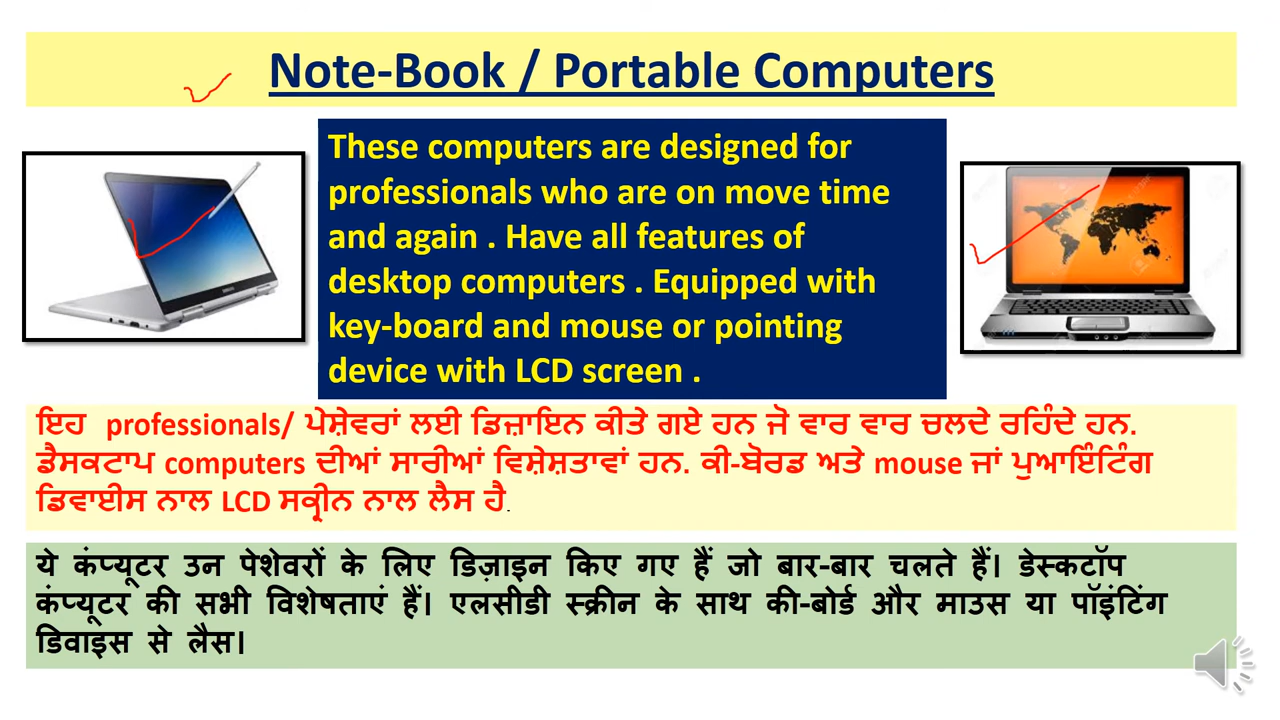 Note-Book / Portable Computers
These computers are designed for
professionals who are on move time
and again . Have all features of
desktop computers . Equipped with
key-board and mouse or pointing
device with LCD screen .
ਇਹ professionals/ ਪੇਸ਼ੇਵਰਾਂ ਲਈ ਡਿਜ਼ਾਇਨ ਕੀਤੇ ਗਏ ਹਨ ਜੋ ਵਾਰ ਵਾਰ ਚਲਦੇ ਰਹਿੰਦੇ ਹਨ.
ਡੈਸਕਟਾਪ computers ਦੀਆਂ ਸਾਰੀਆਂ ਵਿਸ਼ੇਸ਼ਤਾਵਾਂ ਹਨ. ਕੀ-ਬੋਰਡ ਅਤੇ mouse ਜਾਂ ਪੁਆਇੰਟਿੰਗ
ਡਿਵਾਈਸ ਨਾਲ LCD ਸਕ੍ਰੀਨ ਨਾਲ ਲੈਸ ਹੈ.
ये कंप्यूटर उन पेशेवरों के लिए डिज़ाइन किए गए हैं जो बार-बार चलते हैं। डेस्कटॉप
कंप्यूटर की सभी विशेषताएं हैं। एलसीडी स्क्रीन के साथ की-बोर्ड और माउस या पॉइंटिंग
डिवाइस से लैस।